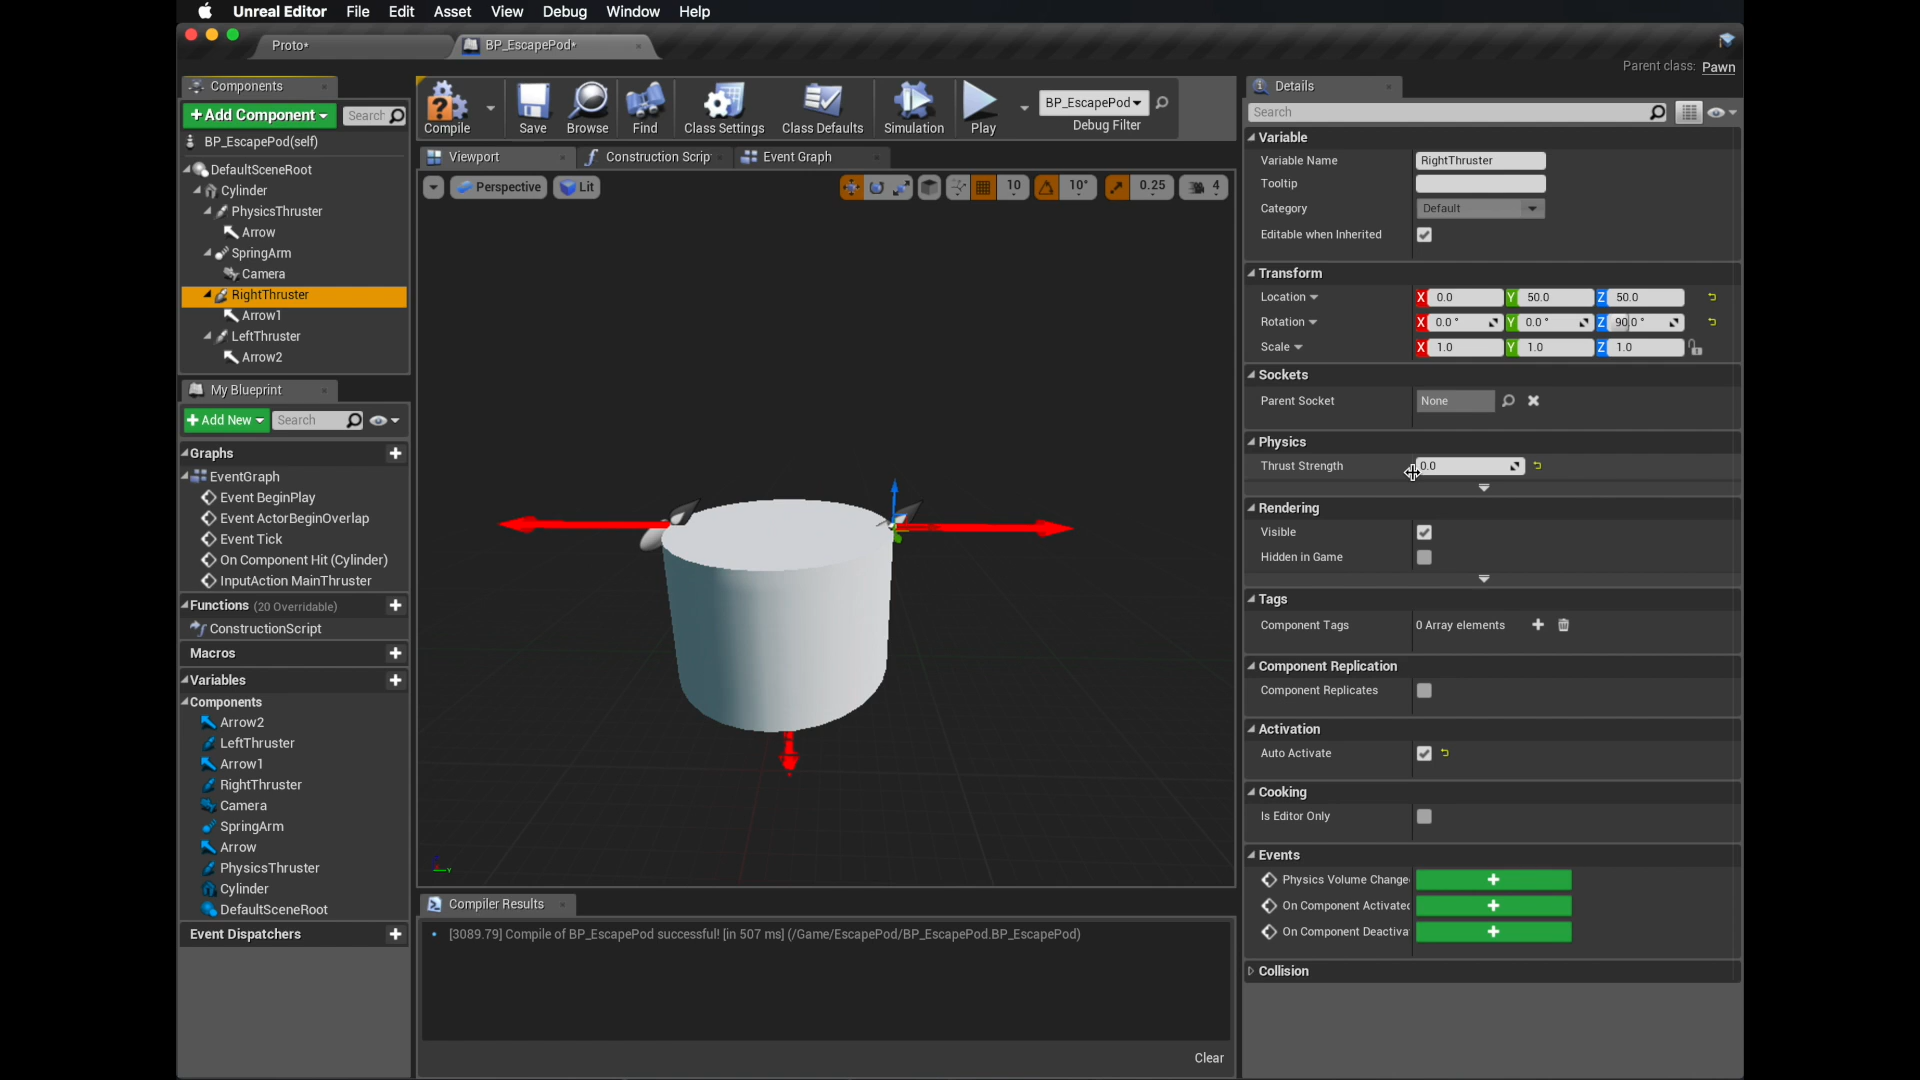 Unreal Editor File Edit Asset View Debug Window Help
Proto*
BP_EscapePod*
Parent class: Pawn
Components
+Add Component
Search
BP_EscapePod(self)
DefaultSceneRoot
Cylinder
PhysicsThruster
Arrow
SpringArm
Camera
RightThruster
Arrow1
LeftThruster
Arrow2
My Blueprint
+Add New
Search
Graphs
EventGraph
Event BeginPlay
Event ActorBeginOverlap
Event Tick
On Component Hit (Cylinder)
InputAction MainThruster
Functions (20 Overridable)
ConstructionScript
Macros
Variables
Components
Arrow2
LeftThruster
Arrow1
RightThruster
Camera
SpringArm
Arrow
PhysicsThruster
Cylinder
DefaultSceneRoot
Event Dispatchers
Compile
Save
Browse
Find
Class Settings
Class Defaults
Simulation
Play
BP_EscapePod
Debug Filter
Viewport
Construction Scrip
Event Graph
Perspective
Lit
10
10°
0.25
4
Compiler Results
[3089.79] Compile of BP_EscapePod successful! [in 507 ms] (/Game/EscapePod/BP_EscapePod.BP_EscapePod)
Clear
Details
Search
Variable
Variable Name RightThruster
Tooltip
Category Default
Editable when Inherited
Transform
Location X 0.0 Y 50.0 Z 50.0
Rotation X 0.0 ° Y 0.0 ° Z 90.0 °
Scale X 1.0 Y 1.0 Z 1.0
Sockets
Parent Socket None
Physics
Thrust Strength 0.0
Rendering
Visible
Hidden in Game
Tags
Component Tags 0 Array elements
Component Replication
Component Replicates
Activation
Auto Activate
Cooking
Is Editor Only
Events
Physics Volume Change
On Component Activated
On Component Deactiva
Collision